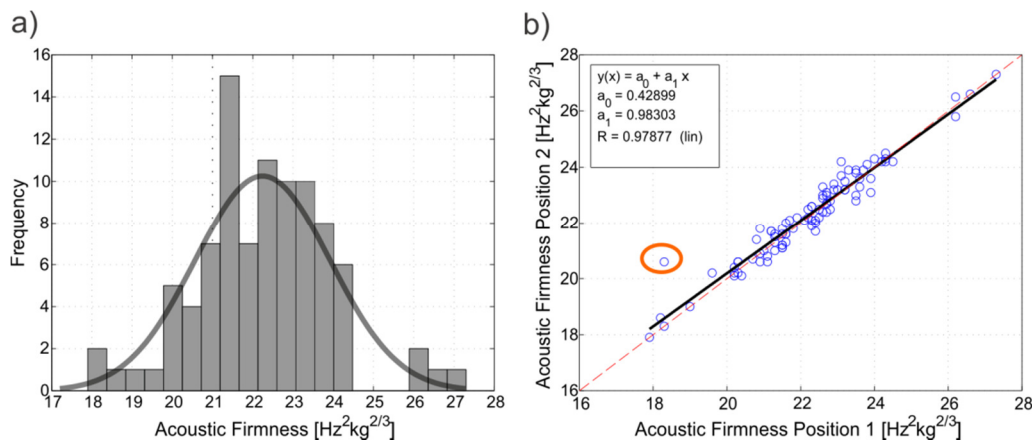 a)
16
14
12
10
8
6
4
2
0
Frequency
17 18 19 20 21 22 23 24 25 26 27 28
Acoustic Firmness [Hz²kg²/³]
b)
28
26
24
22
20
18
16
Acoustic Firmness Position 2 [Hz²kg²/³]
y(x) = a₀ + a₁ x
a₀ = 0.42899
a₁ = 0.98303
R = 0.97877 (lin)
16 18 20 22 24 26 28
Acoustic Firmness Position 1 [Hz²kg²/³]